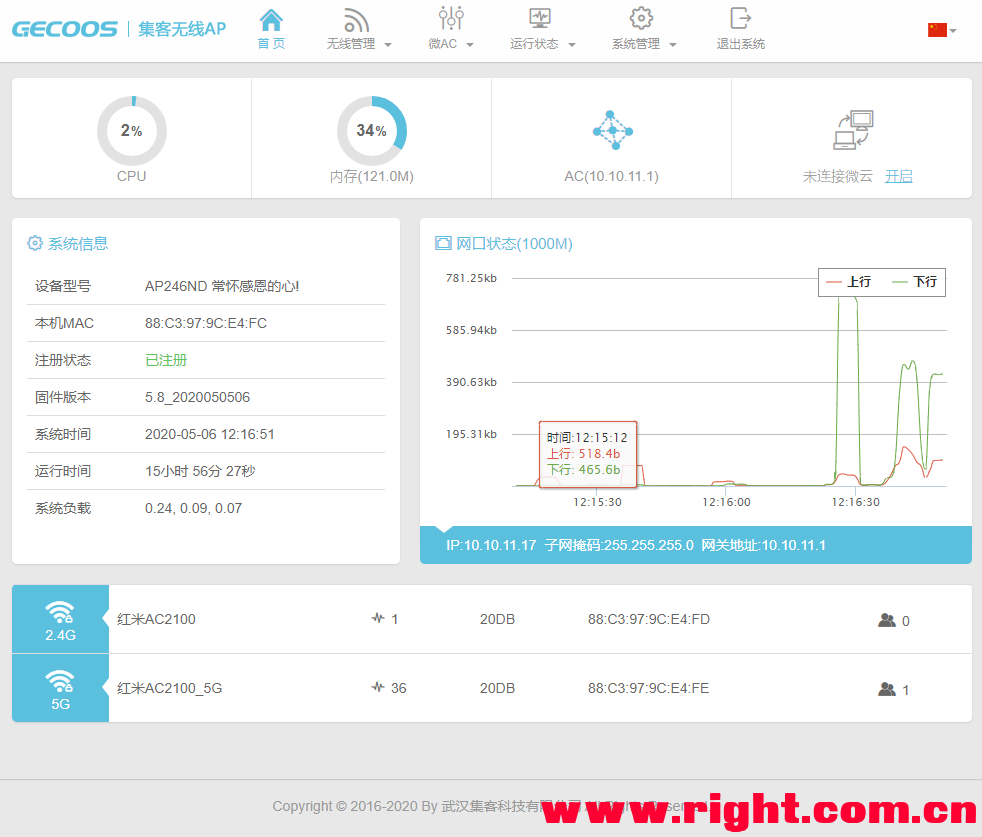 GECOOS | 集客无线AP
首 页
无线管理
微AC
运行状态
系统管理
退出系统
2%
34%
CPU
内存(121.0M)
AC(10.10.11.1)
未连接微云 开启
系统信息
设备型号 AP246ND 常怀感恩的心!
本机MAC 88:C3:97:9C:E4:FC
注册状态 已注册
固件版本 5.8_2020050506
系统时间 2020-05-06 12:16:51
运行时间 15小时 56分 27秒
系统负载 0.24, 0.09, 0.07
网口状态(1000M)
781.25kb
上行 下行
585.94kb
390.63kb
195.31kb
时间:12:15:12
上行: 518.4b
下行: 465.6b
12:15:30 12:16:00 12:16:30
IP:10.10.11.17 子网掩码:255.255.255.0 网关地址:10.10.11.1
2.4G 红米AC2100 1 20DB 88:C3:97:9C:E4:FD 0
5G 红米AC2100_5G 36 20DB 88:C3:97:9C:E4:FE 1
Copyright © 2016-2020 By 武汉集客科技有
www.right.com.cn